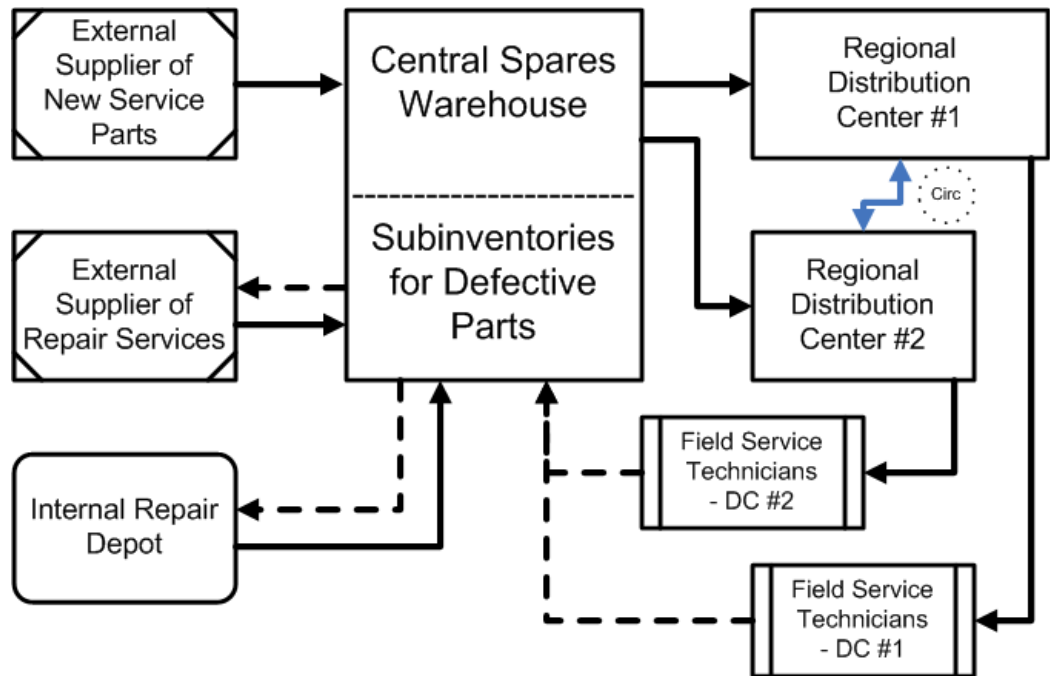 External
Supplier of
New Service
Parts
Central Spares
Warehouse
Regional
Distribution
Center #1
Circ
External
Supplier of
Repair Services
Subinventories
for Defective
Parts
Regional
Distribution
Center #2
Internal Repair
Depot
Field Service
Technicians
- DC #2
Field Service
Technicians
- DC #1